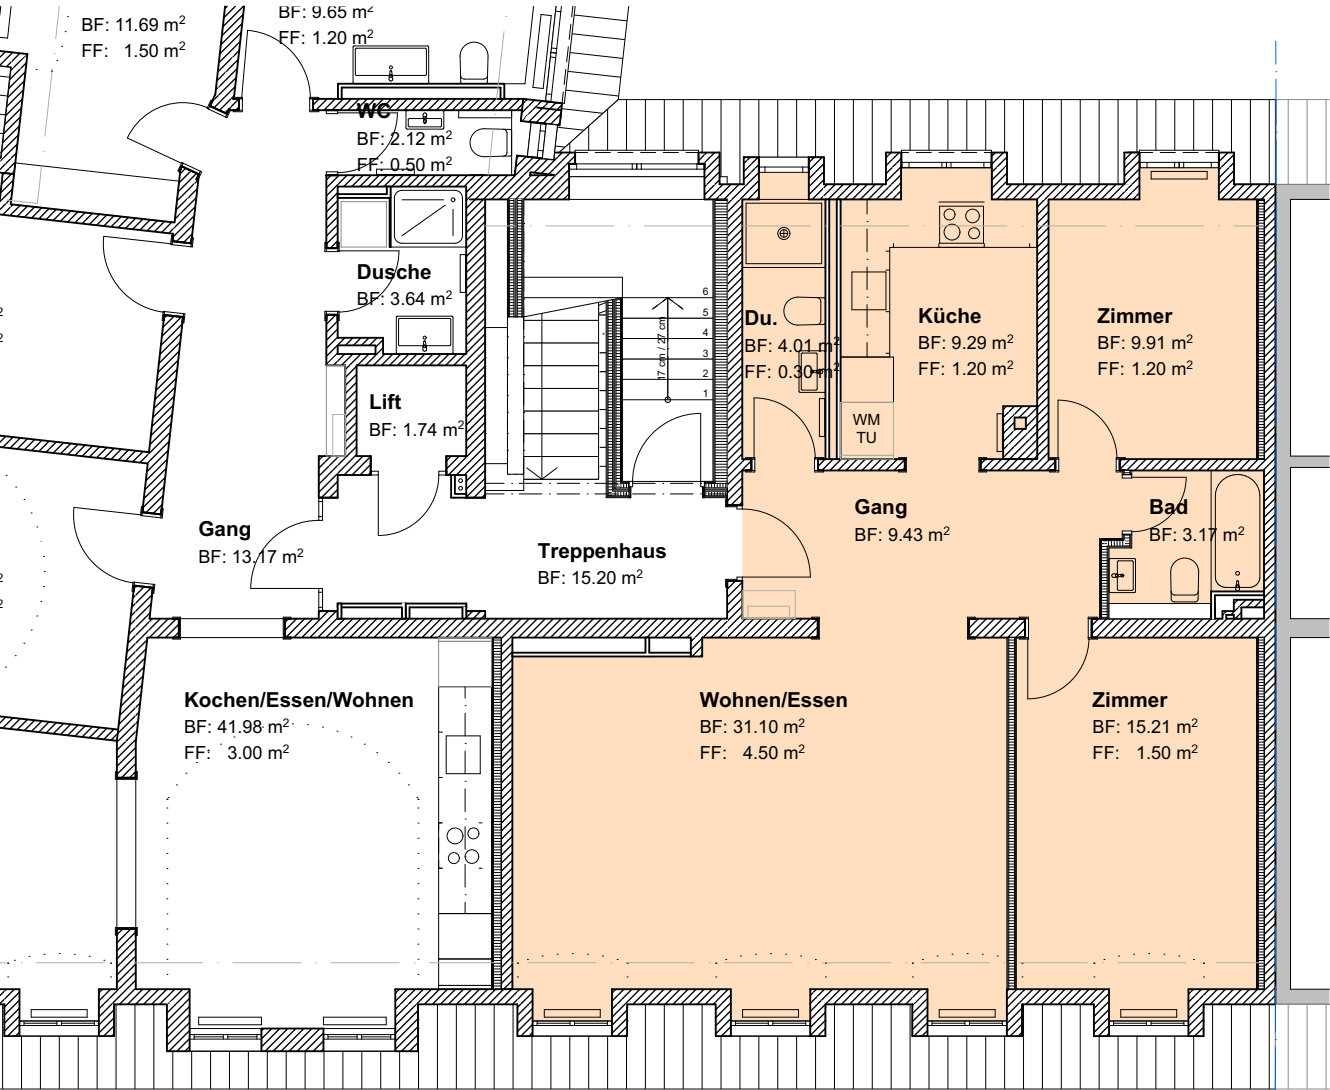 BF: 11.69 m²
FF: 1.50 m²
BF: 9.65 m²
FF: 1.20 m²
WC
BF: 2.12 m²
FF: 0.50 m²
Dusche
BF: 3.64 m²
Lift
BF: 1.74 m²
6
5
4
3
2
1
17 cm / 27 cm
Du.
BF: 4.01 m²
FF: 0.30 m²
Küche
BF: 9.29 m²
FF: 1.20 m²
WM
TU
Zimmer
BF: 9.91 m²
FF: 1.20 m²
Gang
BF: 13.17 m²
Treppenhaus
BF: 15.20 m²
Gang
BF: 9.43 m²
Bad
BF: 3.17 m²
Kochen/Essen/Wohnen
BF: 41.98 m²
FF: 3.00 m²
Wohnen/Essen
BF: 31.10 m²
FF: 4.50 m²
Zimmer
BF: 15.21 m²
FF: 1.50 m²